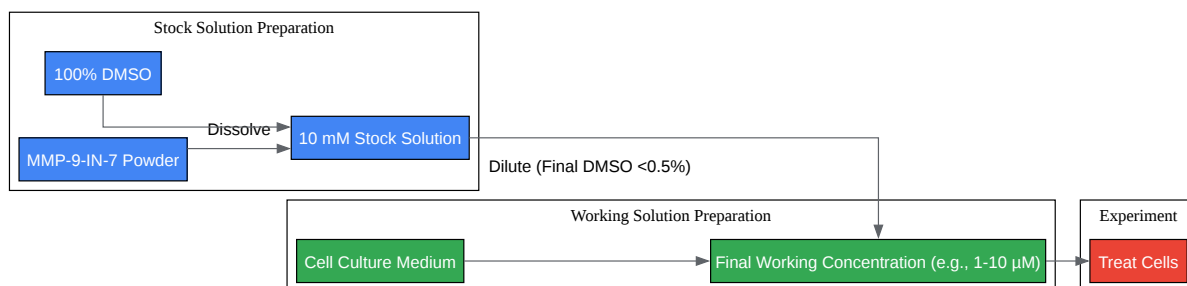 Stock Solution Preparation
100% DMSO
Dissolve
MMP-9-IN-7 Powder
10 mM Stock Solution
Dilute (Final DMSO <0.5%)
Working Solution Preparation
Cell Culture Medium
Final Working Concentration (e.g., 1-10 µM)
Experiment
Treat Cells